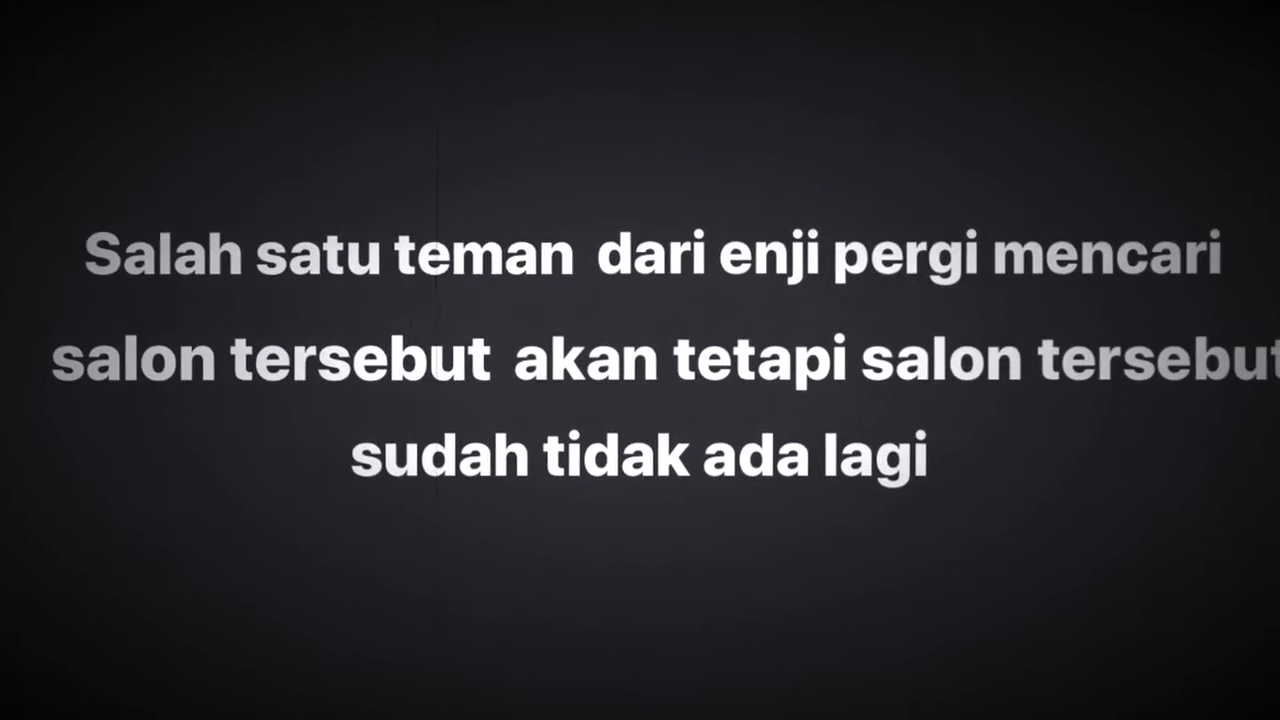 Salah satu teman dari enji pergi mencari
salon tersebut akan tetapi salon tersebut
sudah tidak ada lagi